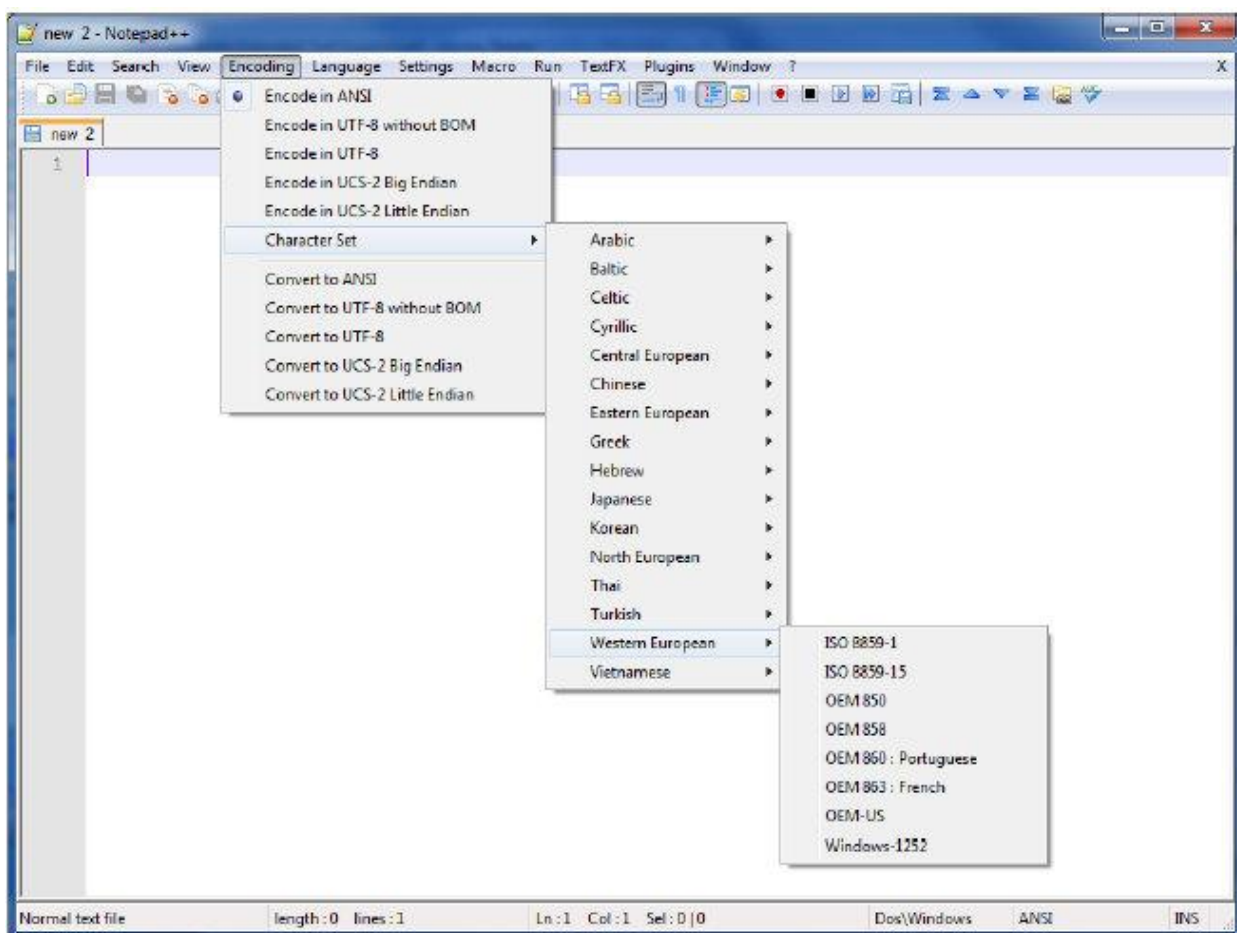 new 2 - Notepad++
File Edit Search View Encoding Language Settings Macro Run TextFX Plugins Window ?
X
new 2
1
Encode in ANSI
Encode in UTF-8 without BOM
Encode in UTF-8
Encode in UCS-2 Big Endian
Encode in UCS-2 Little Endian
Character Set
Convert to ANSI
Convert to UTF-8 without BOM
Convert to UTF-8
Convert to UCS-2 Big Endian
Convert to UCS-2 Little Endian
Arabic
Baltic
Celtic
Cyrillic
Central European
Chinese
Eastern European
Greek
Hebrew
Japanese
Korean
North European
Thai
Turkish
Western European
Vietnamese
ISO 8859-1
ISO 8859-15
OEM 850
OEM 858
OEM 860 : Portuguese
OEM 863 : French
OEM-US
Windows-1252
Normal text file length : 0 lines : 1 Ln : 1 Col : 1 Sel : 0 | 0 Dos\Windows ANSI INS